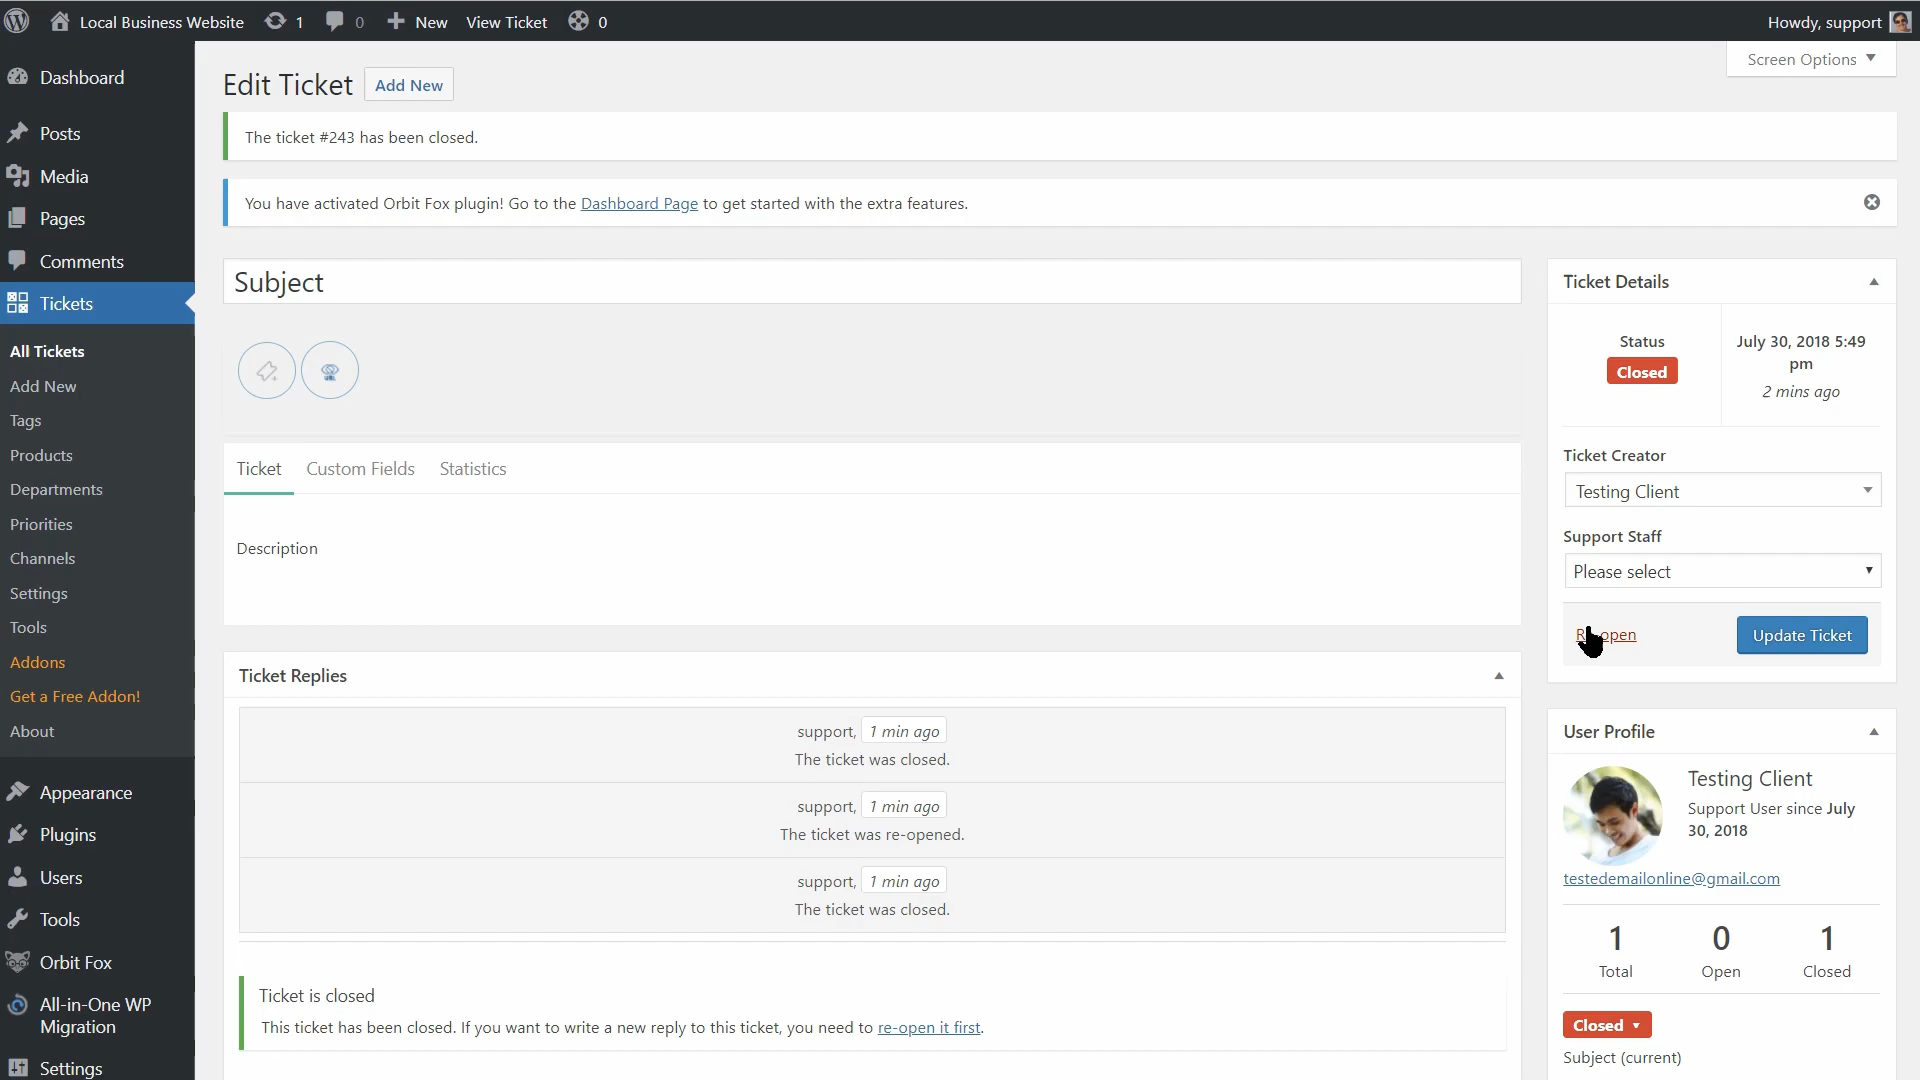 Local Business Website
1
0
New
View Ticket
0
Howdy, support
Dashboard
Posts
Media
Pages
Comments
Tickets
All Tickets
Add New
Tags
Products
Departments
Priorities
Channels
Settings
Tools
Addons
Get a Free Addon!
About
Appearance
Plugins
Users
Tools
Orbit Fox
All-in-One WP
Migration
Settings
Screen Options
Edit Ticket
Add New
The ticket #243 has been closed.
You have activated Orbit Fox plugin! Go to the Dashboard Page to get started with the extra features.
Subject
Ticket
Custom Fields
Statistics
Description
Ticket Replies
support, 1 min ago
The ticket was closed.
support, 1 min ago
The ticket was re-opened.
support, 1 min ago
The ticket was closed.
Ticket is closed
This ticket has been closed. If you want to write a new reply to this ticket, you need to re-open it first.
Ticket Details
Status
Closed
July 30, 2018 5:49
pm
2 mins ago
Ticket Creator
Testing Client
Support Staff
Please select
Re-open
Update Ticket
User Profile
Testing Client
Support User since July
30, 2018
testedemailonline@gmail.com
1
Total
0
Open
1
Closed
Closed
Subject (current)